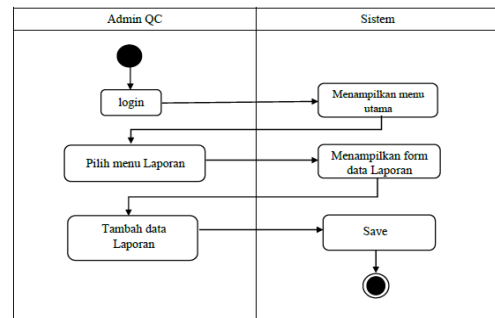 Admin QC
Sistem
login
Menampilkan menu
utama
Pilih menu Laporan
Menampilkan form
data Laporan
Tambah data
Laporan
Save